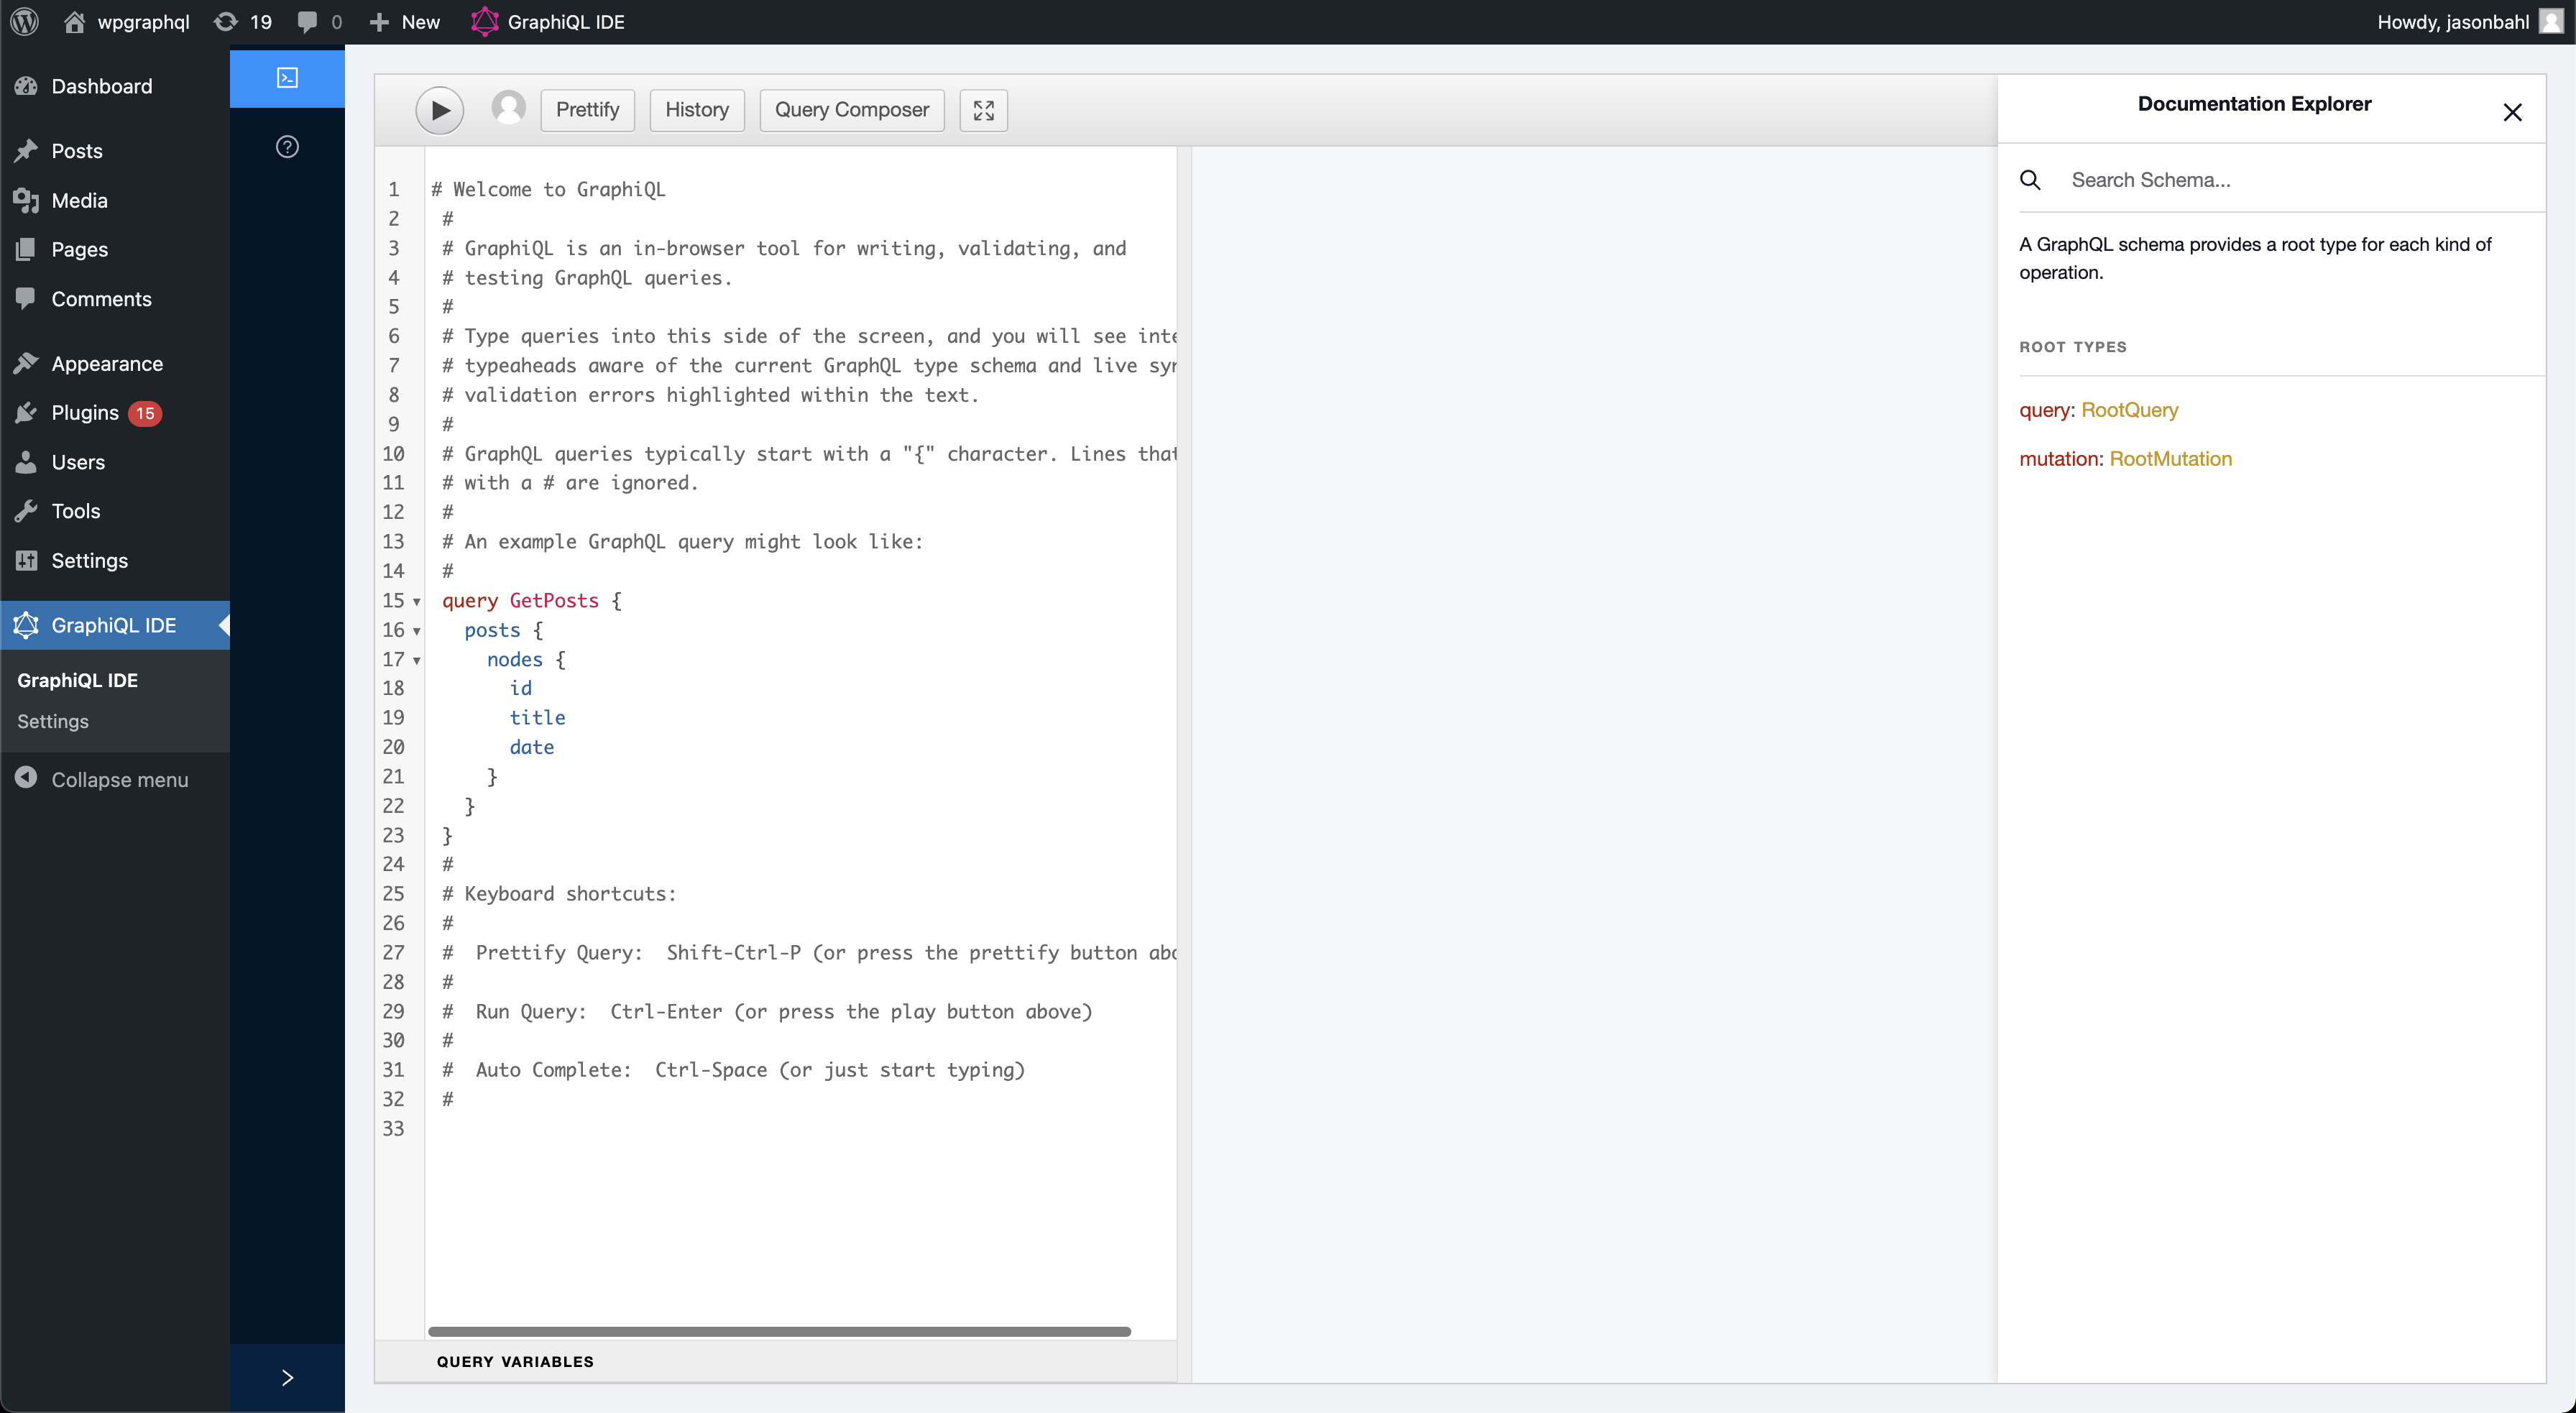 wpgraphql
19
0
New
GraphiQL IDE
Howdy, jasonbahl
Dashboard
Posts
Media
Pages
Comments
Appearance
Plugins 15
Users
Tools
Settings
GraphiQL IDE
GraphiQL IDE
Settings
Collapse menu
Prettify
History
Query Composer
1 # Welcome to GraphiQL
2 #
3 # GraphiQL is an in-browser tool for writing, validating, and
4 # testing GraphQL queries.
5 #
6 # Type queries into this side of the screen, and you will see inte
7 # typeaheads aware of the current GraphQL type schema and live syn
8 # validation errors highlighted within the text.
9 #
10 # GraphQL queries typically start with a "{" character. Lines that
11 # with a # are ignored.
12 #
13 # An example GraphQL query might look like:
14 #
15 query GetPosts {
16 posts {
17 nodes {
18 id
19 title
20 date
21 }
22 }
23 }
24 #
25 # Keyboard shortcuts:
26 #
27 # Prettify Query: Shift-Ctrl-P (or press the prettify button abo
28 #
29 # Run Query: Ctrl-Enter (or press the play button above)
30 #
31 # Auto Complete: Ctrl-Space (or just start typing)
32 #
33
QUERY VARIABLES
Documentation Explorer
Search Schema...
A GraphQL schema provides a root type for each kind of
operation.
ROOT TYPES
query: RootQuery
mutation: RootMutation